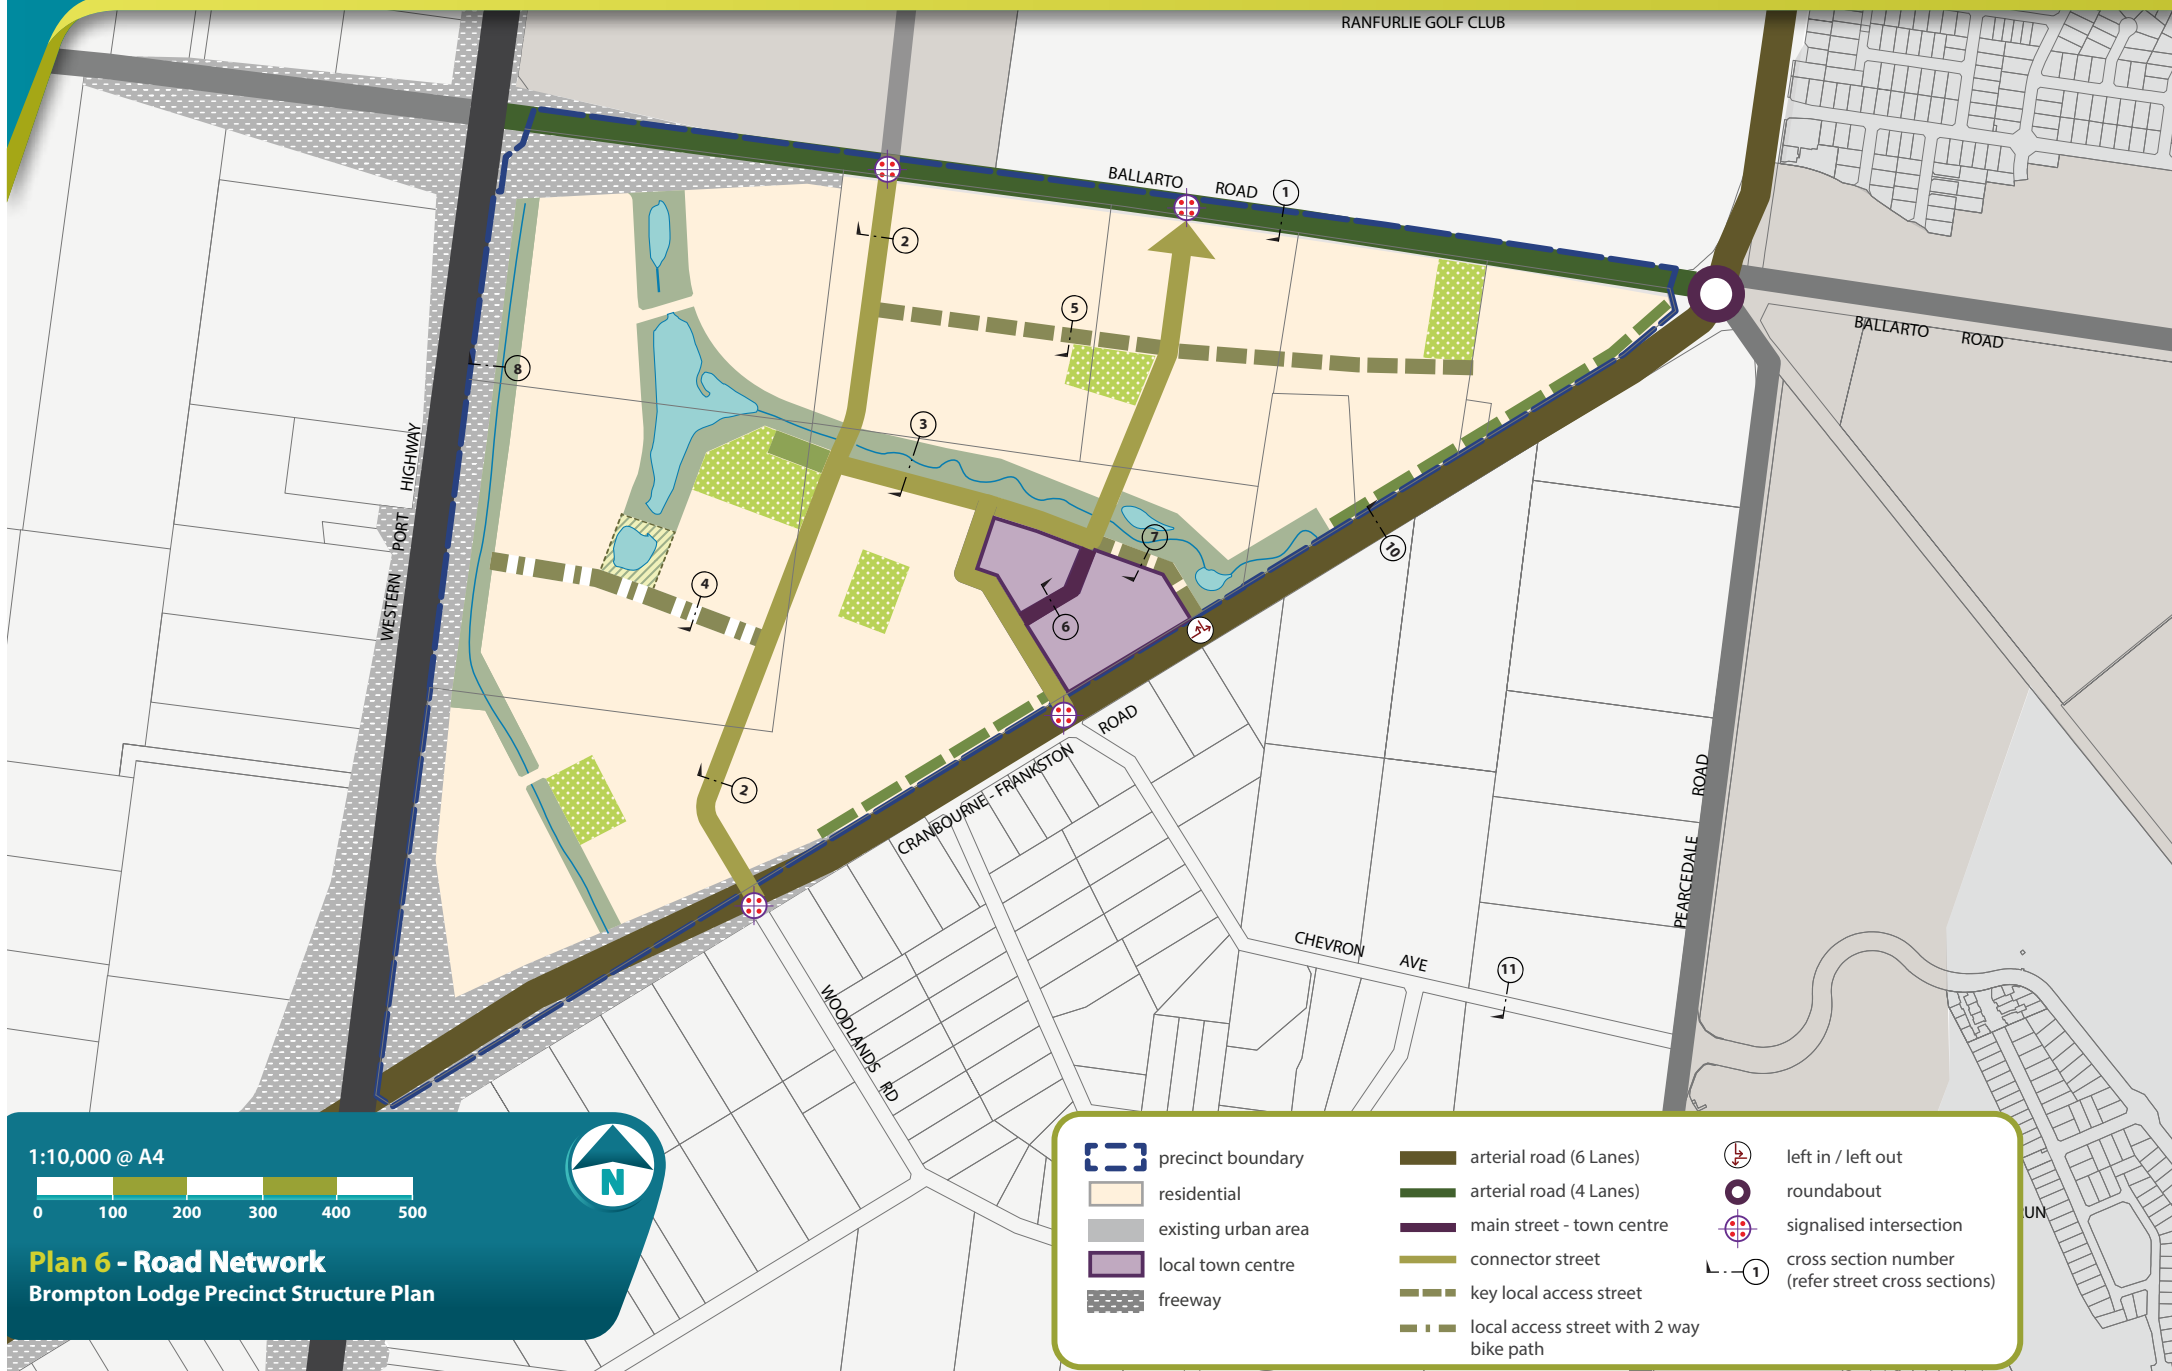 RANFURLIE GOLF CLUB
BALLARTO ROAD
1
2
5
BALLARTO ROAD
8
3
WESTERN PORT HIGHWAY
7
10
4
6
CRANBOURNE - FRANKSTON ROAD
2
PEARCEDALE ROAD
CHEVRON AVE
11
WOODLANDS RD
RUN
1:10,000 @ A4
0 100 200 300 400 500
N
Plan 6 - Road Network
Brompton Lodge Precinct Structure Plan
precinct boundary
residential
existing urban area
local town centre
freeway
arterial road (6 Lanes)
arterial road (4 Lanes)
main street - town centre
connector street
key local access street
local access street with 2 way
bike path
left in / left out
roundabout
signalised intersection
1
cross section number
(refer street cross sections)